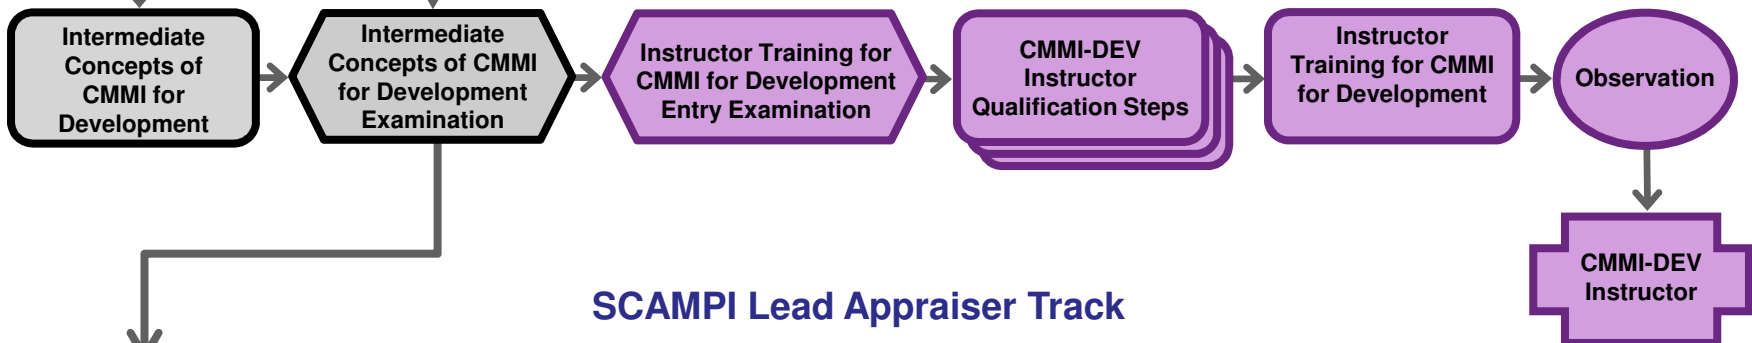 Intermediate
Concepts of
CMMI for
Development
Intermediate
Concepts of CMMI
for Development
Examination
Instructor Training for
CMMI for Development
Entry Examination
CMMI-DEV
Instructor
Qualification Steps
Instructor
Training for CMMI
for Development
Observation
CMMI-DEV
Instructor
SCAMPI Lead Appraiser Track